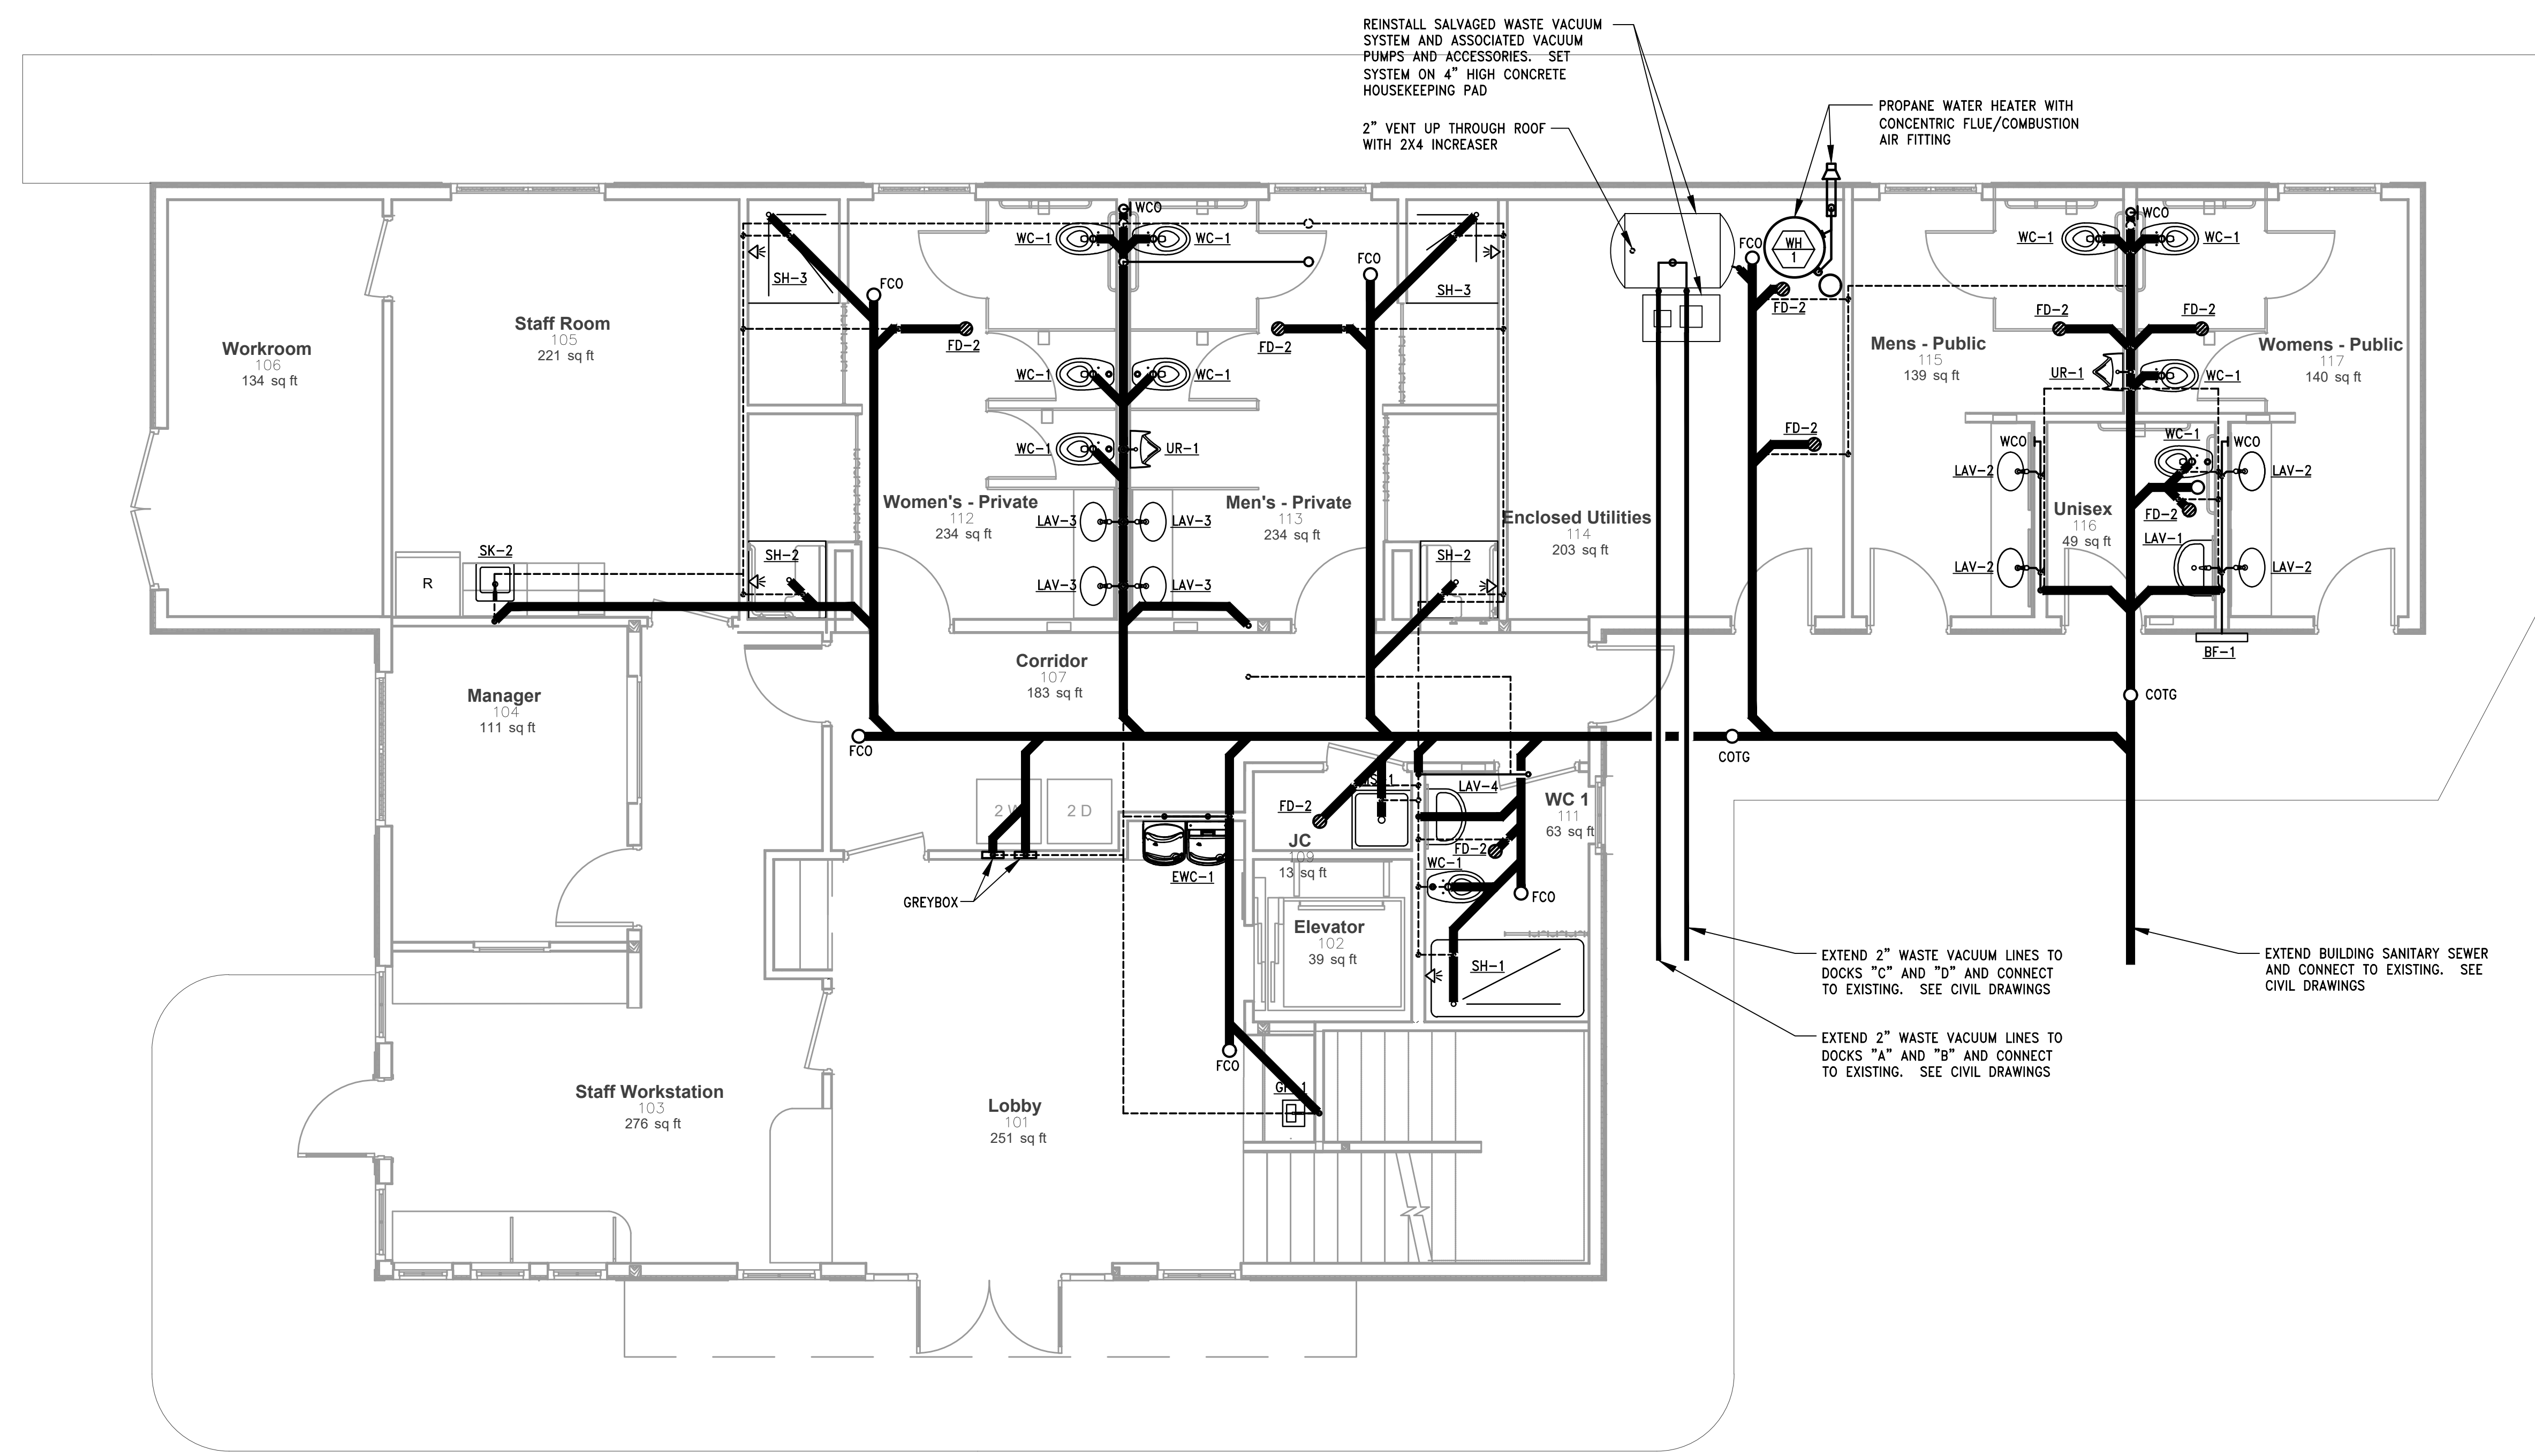 REINSTALL SALVAGED WASTE VACUUM
SYSTEM AND ASSOCIATED VACUUM
PUMPS AND ACCESSORIES.  SET
SYSTEM ON 4" HIGH CONCRETE
HOUSEKEEPING PAD
2" VENT UP THROUGH ROOF
WITH 2X4 INCREASER
PROPANE WATER HEATER WITH
CONCENTRIC FLUE/COMBUSTION
AIR FITTING
WCO
WCO
WC-1
WC-1
WC-1
WC-1
WH
1
FCO
FCO
FCO
SH-3
SH-3
FD-2
FD-2
FD-2
Staff Room
105
221 sq ft
Workroom
106
134 sq ft
FD-2
FD-2
Mens - Public
115
139 sq ft
Womens - Public
117
140 sq ft
WC-1
WC-1
UR-1
WC-1
WC-1
UR-1
FD-2
WCO
WC-1
WCO
LAV-2
LAV-2
Women's - Private
112
234 sq ft
Men's - Private
113
234 sq ft
LAV-3
LAV-3
Enclosed Utilities
114
203 sq ft
Unisex
116
49 sq ft
FD-2
LAV-1
SK-2
R
SH-2
SH-2
LAV-3
LAV-3
LAV-2
LAV-2
BF-1
Corridor
107
183 sq ft
Manager
104
111 sq ft
COTG
FCO
COTG
2 D
FD-2
LAV-4
WC 1
111
63 sq ft
JC
109
13 sq ft
FD-2
WC-1
EWC-1
GREYBOX
FCO
Elevator
102
39 sq ft
SH-1
EXTEND 2" WASTE VACUUM LINES TO
DOCKS "C" AND "D" AND CONNECT
TO EXISTING.  SEE CIVIL DRAWINGS
EXTEND BUILDING SANITARY SEWER
AND CONNECT TO EXISTING.  SEE
CIVIL DRAWINGS
EXTEND 2" WASTE VACUUM LINES TO
DOCKS "A" AND "B" AND CONNECT
TO EXISTING.  SEE CIVIL DRAWINGS
FCO
Staff Workstation
103
276 sq ft
Lobby
101
251 sq ft